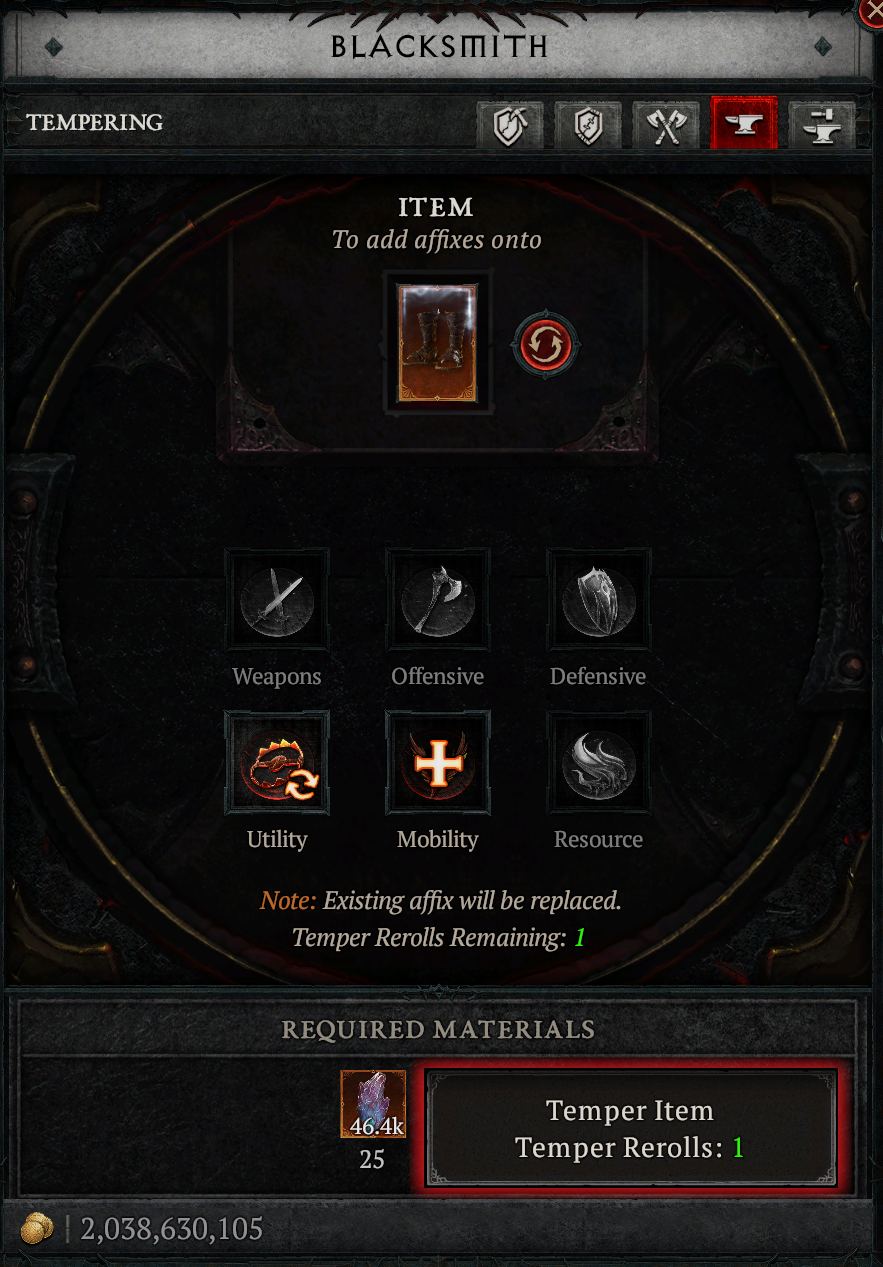 BLACKSMITH
TEMPERING
ITEM
To add affixes onto
Weapons
Offensive
Defensive
Utility
Mobility
Resource
Note: Existing affix will be replaced.
Temper Rerolls Remaining: 1
REQUIRED MATERIALS
46.4k
25
Temper Item
Temper Rerolls: 1
2,038,630,105